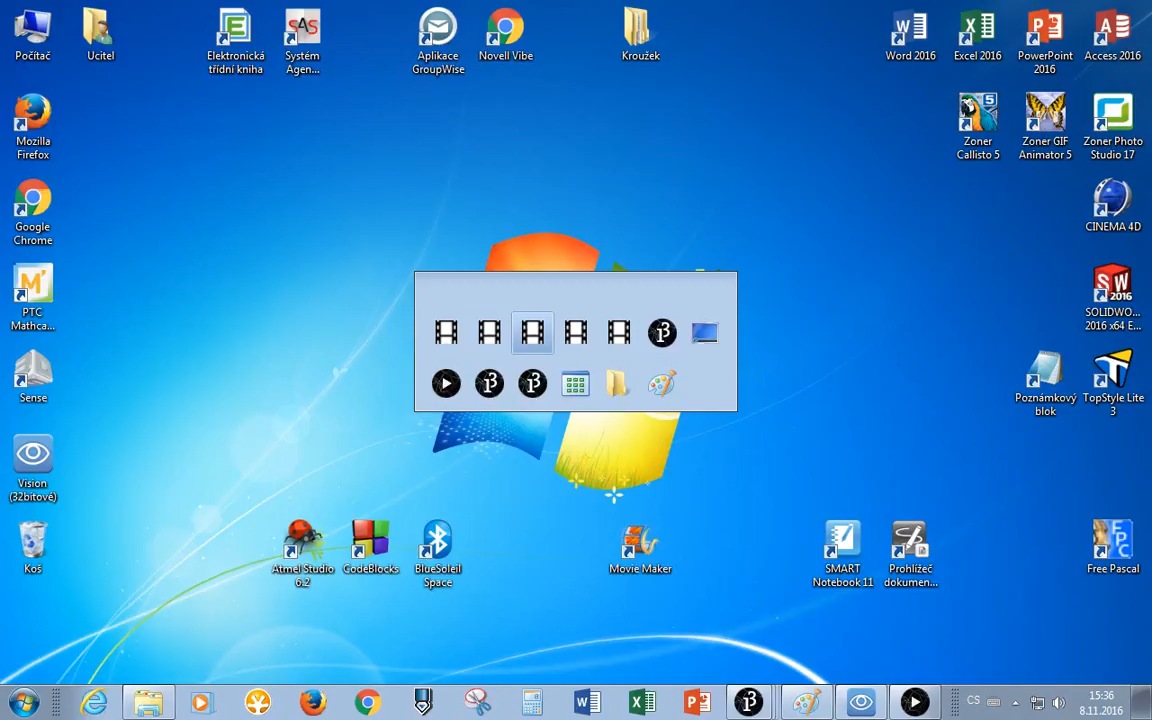 Počítač
Ucitel
Elektronická
třídní kniha
Systém
Agen...
Aplikace
GroupWise
Novell Vibe
Kroužek
Word 2016
Excel 2016
PowerPoint
2016
Access 2016
Mozilla
Firefox
Zoner
Callisto 5
Zoner GIF
Animator 5
Zoner Photo
Studio 17
Google
Chrome
CINEMA 4D
PTC
Mathca...
SOLIDWO...
2016 x64 E...
Sense
Poznámkový
blok
TopStyle Lite
3
Vision
(32bitové)
Koš
Atmel Studio
6.2
CodeBlocks
BlueSoleil
Space
Movie Maker
SMART
Notebook 11
Prohlížeč
dokumen...
Free Pascal
CS
15:36
8.11.2016